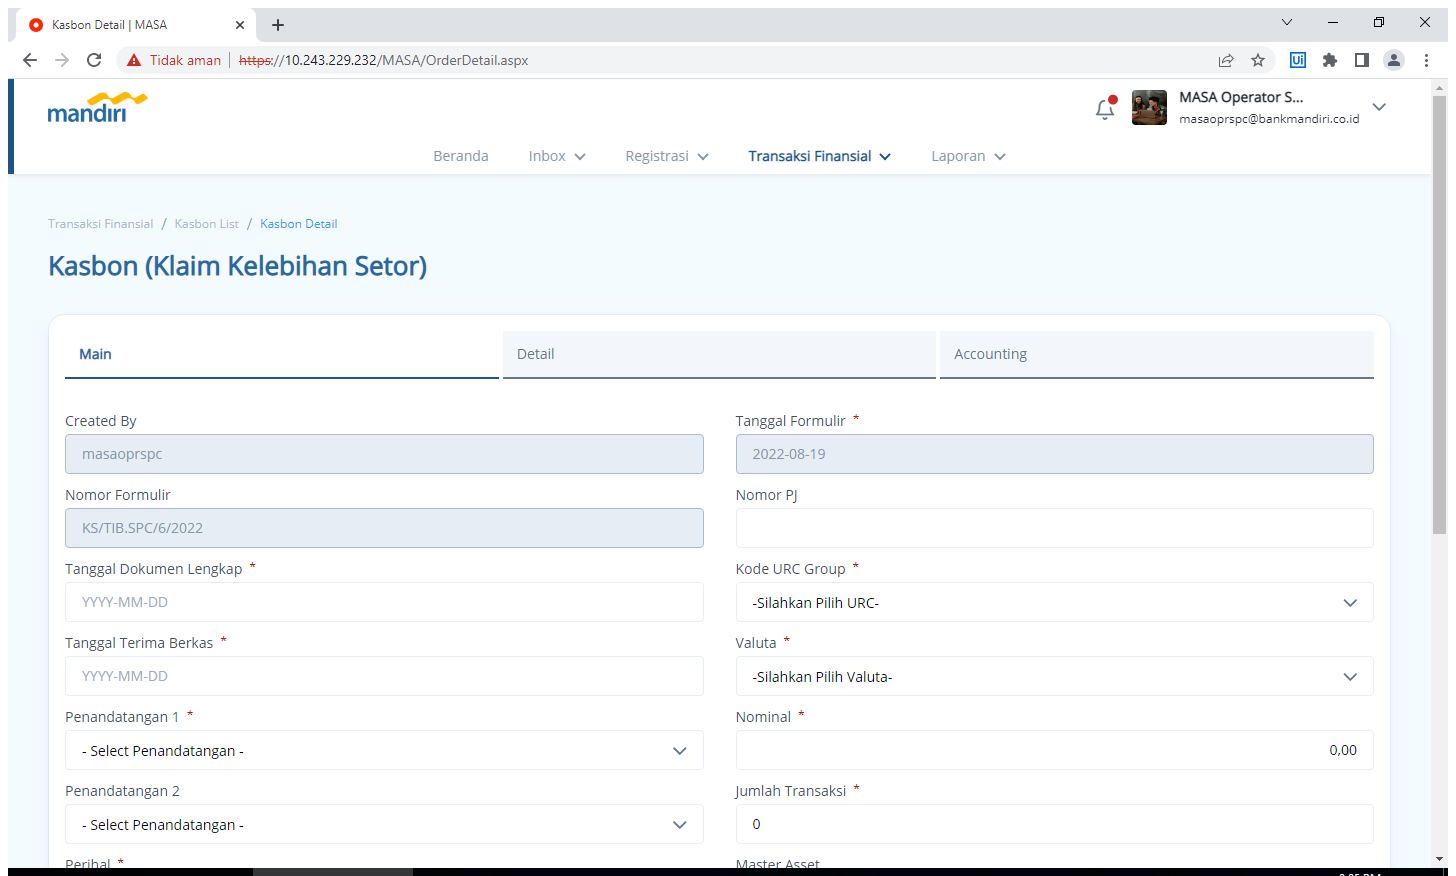 Kasbon Detail | MASA
Tidak aman
https://10.243.229.232/MASA/OrderDetail.aspx
Ui
mandiri
MASA Operator S...
masaoprspc@bankmandiri.co.id
Beranda
Inbox
Registrasi
Transaksi Finansial
Laporan
Transaksi Finansial / Kasbon List / Kasbon Detail
Kasbon (Klaim Kelebihan Setor)
Main
Detail
Accounting
Created By
masaoprspc
Tanggal Formulir *
2022-08-19
Nomor Formulir
KS/TIB.SPC/6/2022
Nomor PJ
Tanggal Dokumen Lengkap *
YYYY-MM-DD
Kode URC Group *
-Silahkan Pilih URC-
Tanggal Terima Berkas *
YYYY-MM-DD
Valuta *
-Silahkan Pilih Valuta-
Penandatangan 1 *
- Select Penandatangan -
Nominal *
0,00
Penandatangan 2
- Select Penandatangan -
Jumlah Transaksi *
0
Perihal *
Master Asset